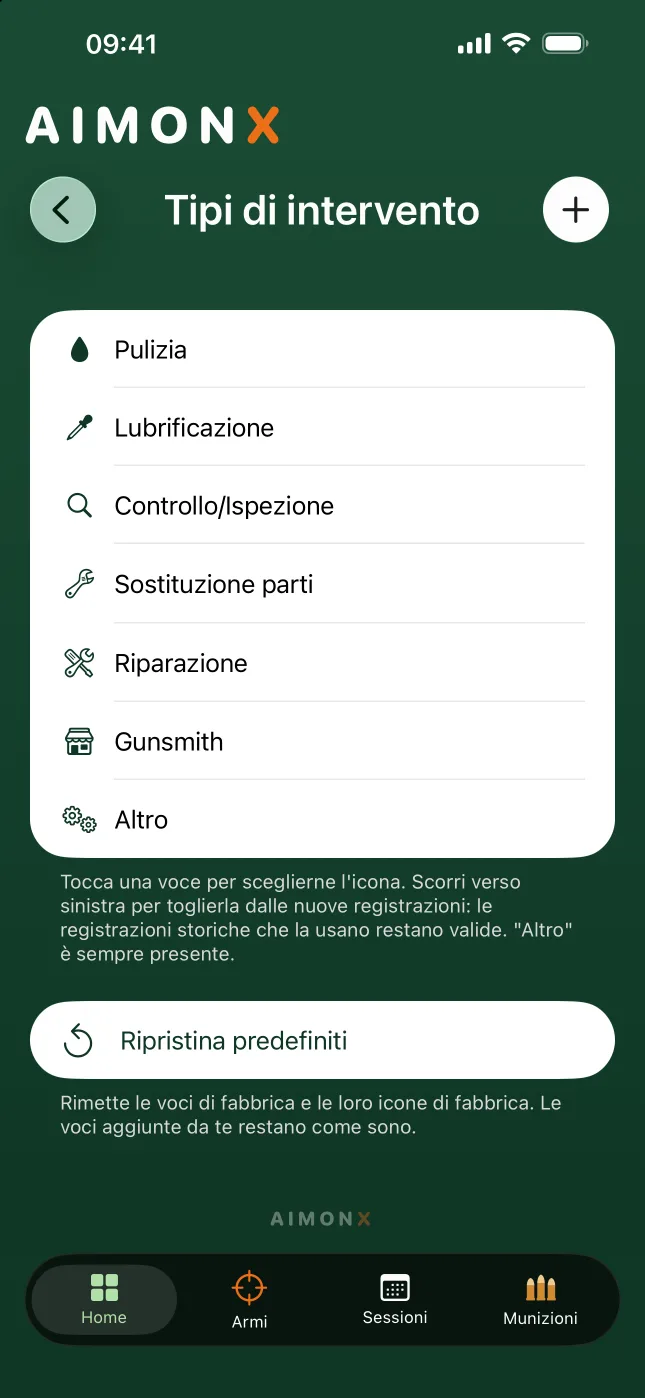 09:41
AIMONX
Tipi di intervento
Pulizia
Lubrificazione
Controllo/Ispezione
Sostituzione parti
Riparazione
Gunsmith
Altro
Tocca una voce per sceglierne l'icona. Scorri verso
sinistra per toglierla dalle nuove registrazioni: le
registrazioni storiche che la usano restano valide. "Altro"
è sempre presente.
Ripristina predefiniti
Rimette le voci di fabbrica e le loro icone di fabbrica. Le
voci aggiunte da te restano come sono.
AIMONX
Home
Armi
Sessioni
Munizioni